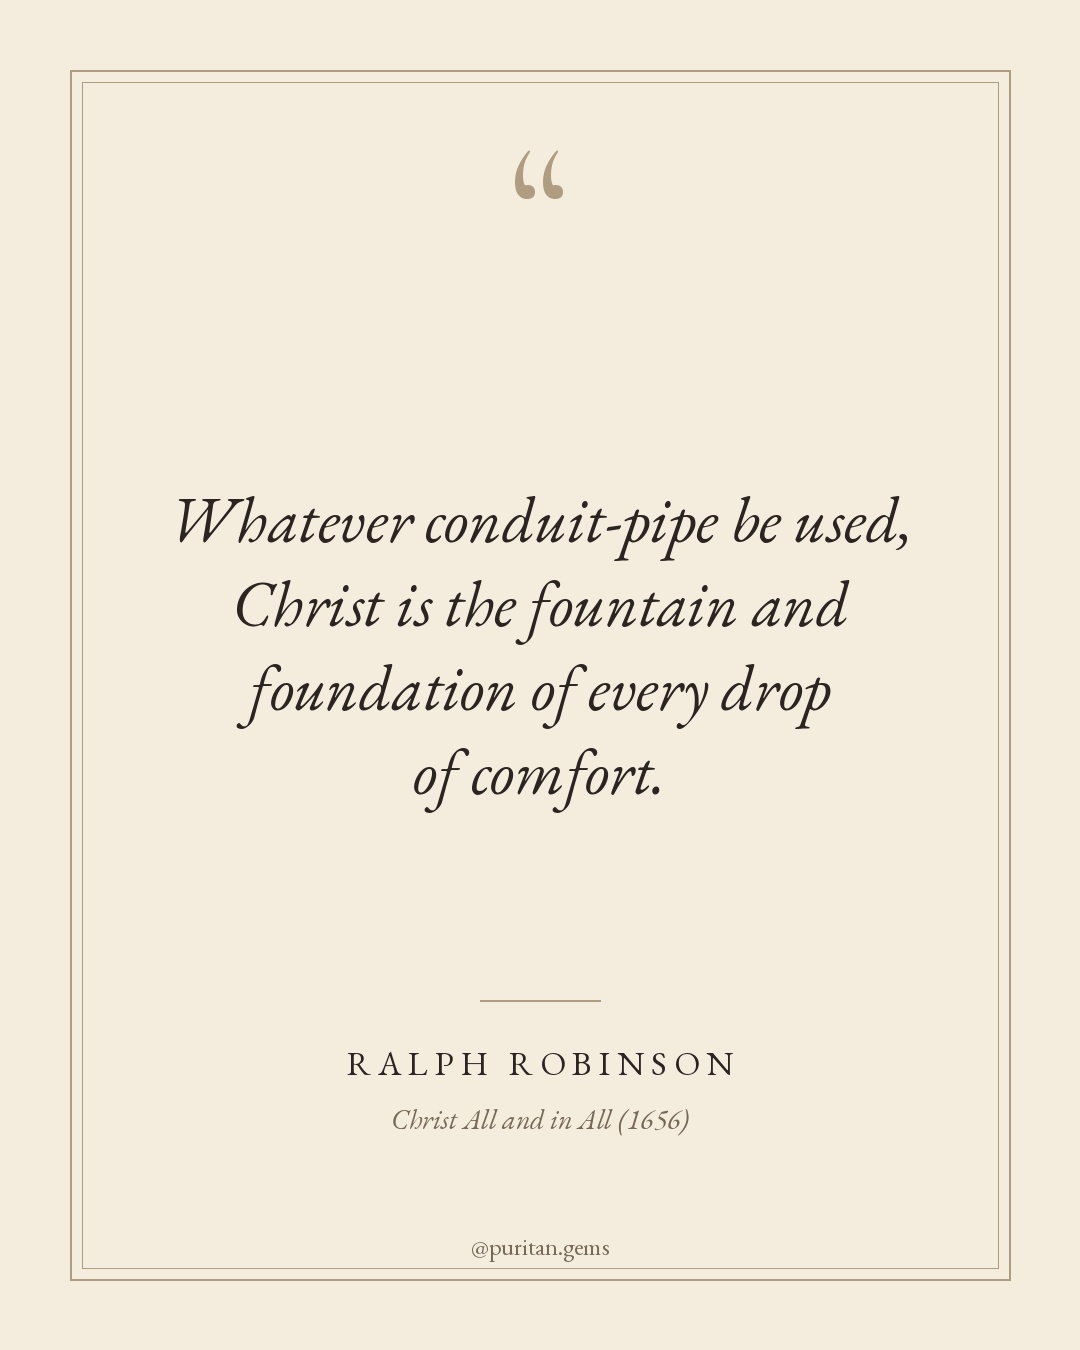 “
Whatever conduit-pipe be used,
Christ is the fountain and
foundation of every drop
of comfort.
RALPH ROBINSON
Christ All and in All (1656)
@puritan.gems